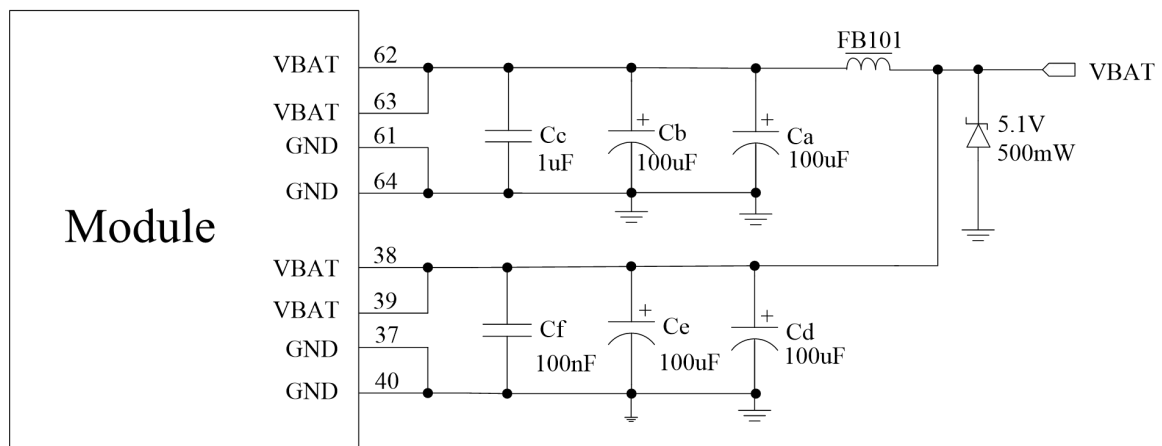 FB101
VBAT 62
VBAT
VBAT 63
5.1V
500mW
GND 61
Cc
1uF
+
Cb
100uF
+
Ca
100uF
GND 64
Module
VBAT 38
VBAT 39
GND 37
Cf
100nF
+
Ce
100uF
+
Cd
100uF
GND 40